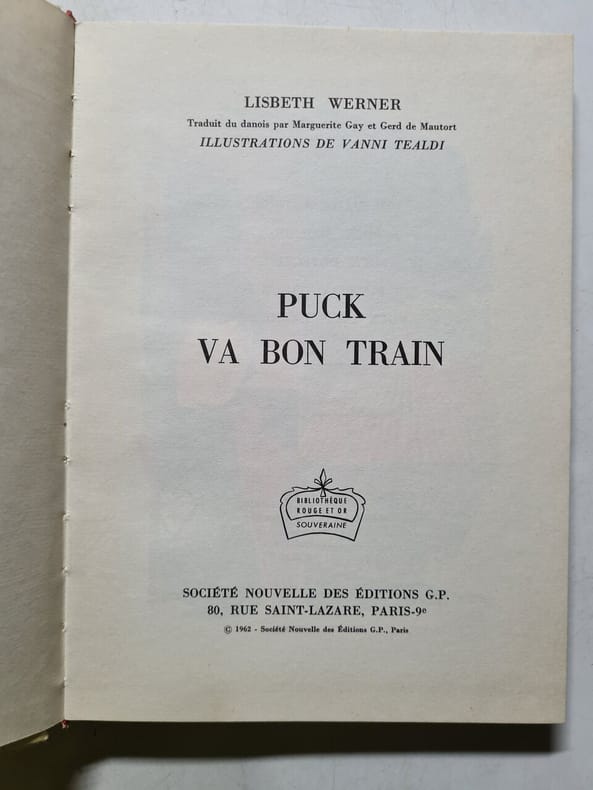 LISBETH WERNER
Traduit du danois par Marguerite Gay et Gerd de Mautort
ILLUSTRATIONS DE VANNI TEALDI
PUCK
VA BON TRAIN
BIBLIOTHÈQUE
ROUGE ET OR
SOUVERAINE
SOCIÉTÉ NOUVELLE DES ÉDITIONS G.P.
80, RUE SAINT-LAZARE, PARIS-9e
© 1962 - Société Nouvelle des Éditions G.P., Paris